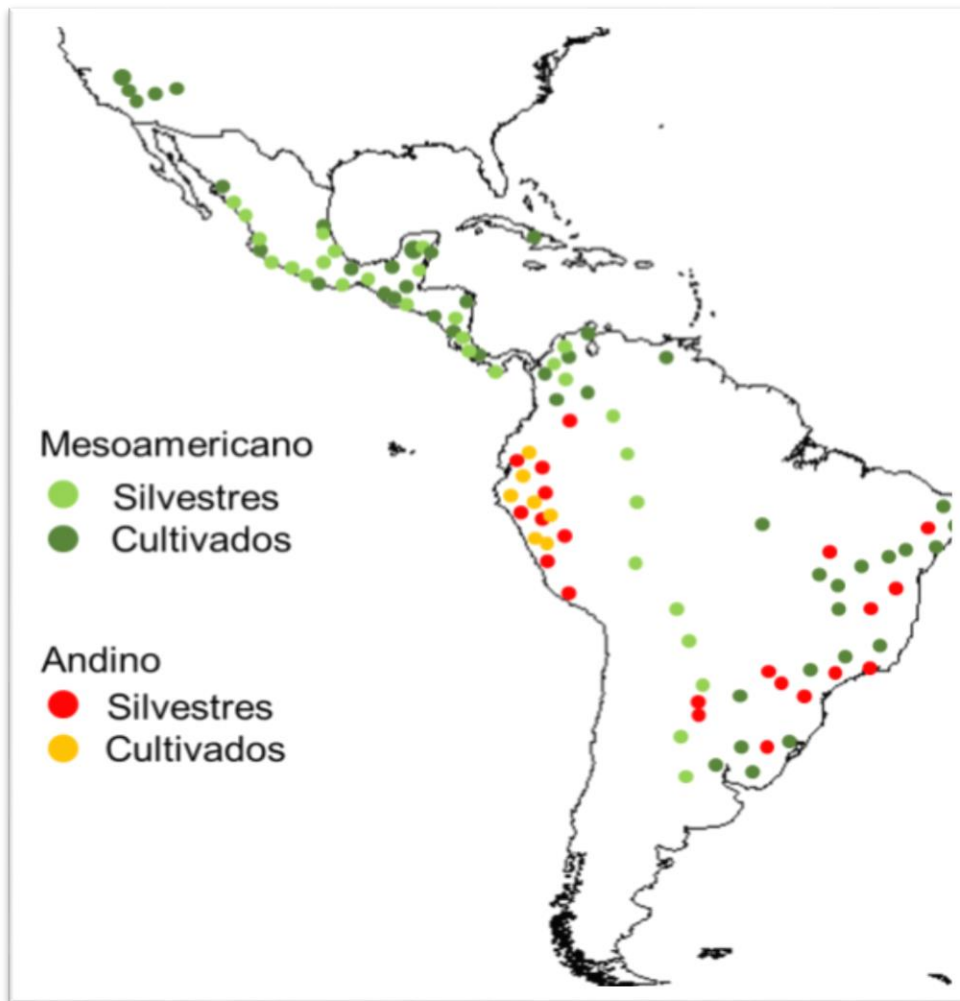 Mesoamericano
Silvestres
Cultivados
Andino
Silvestres
Cultivados